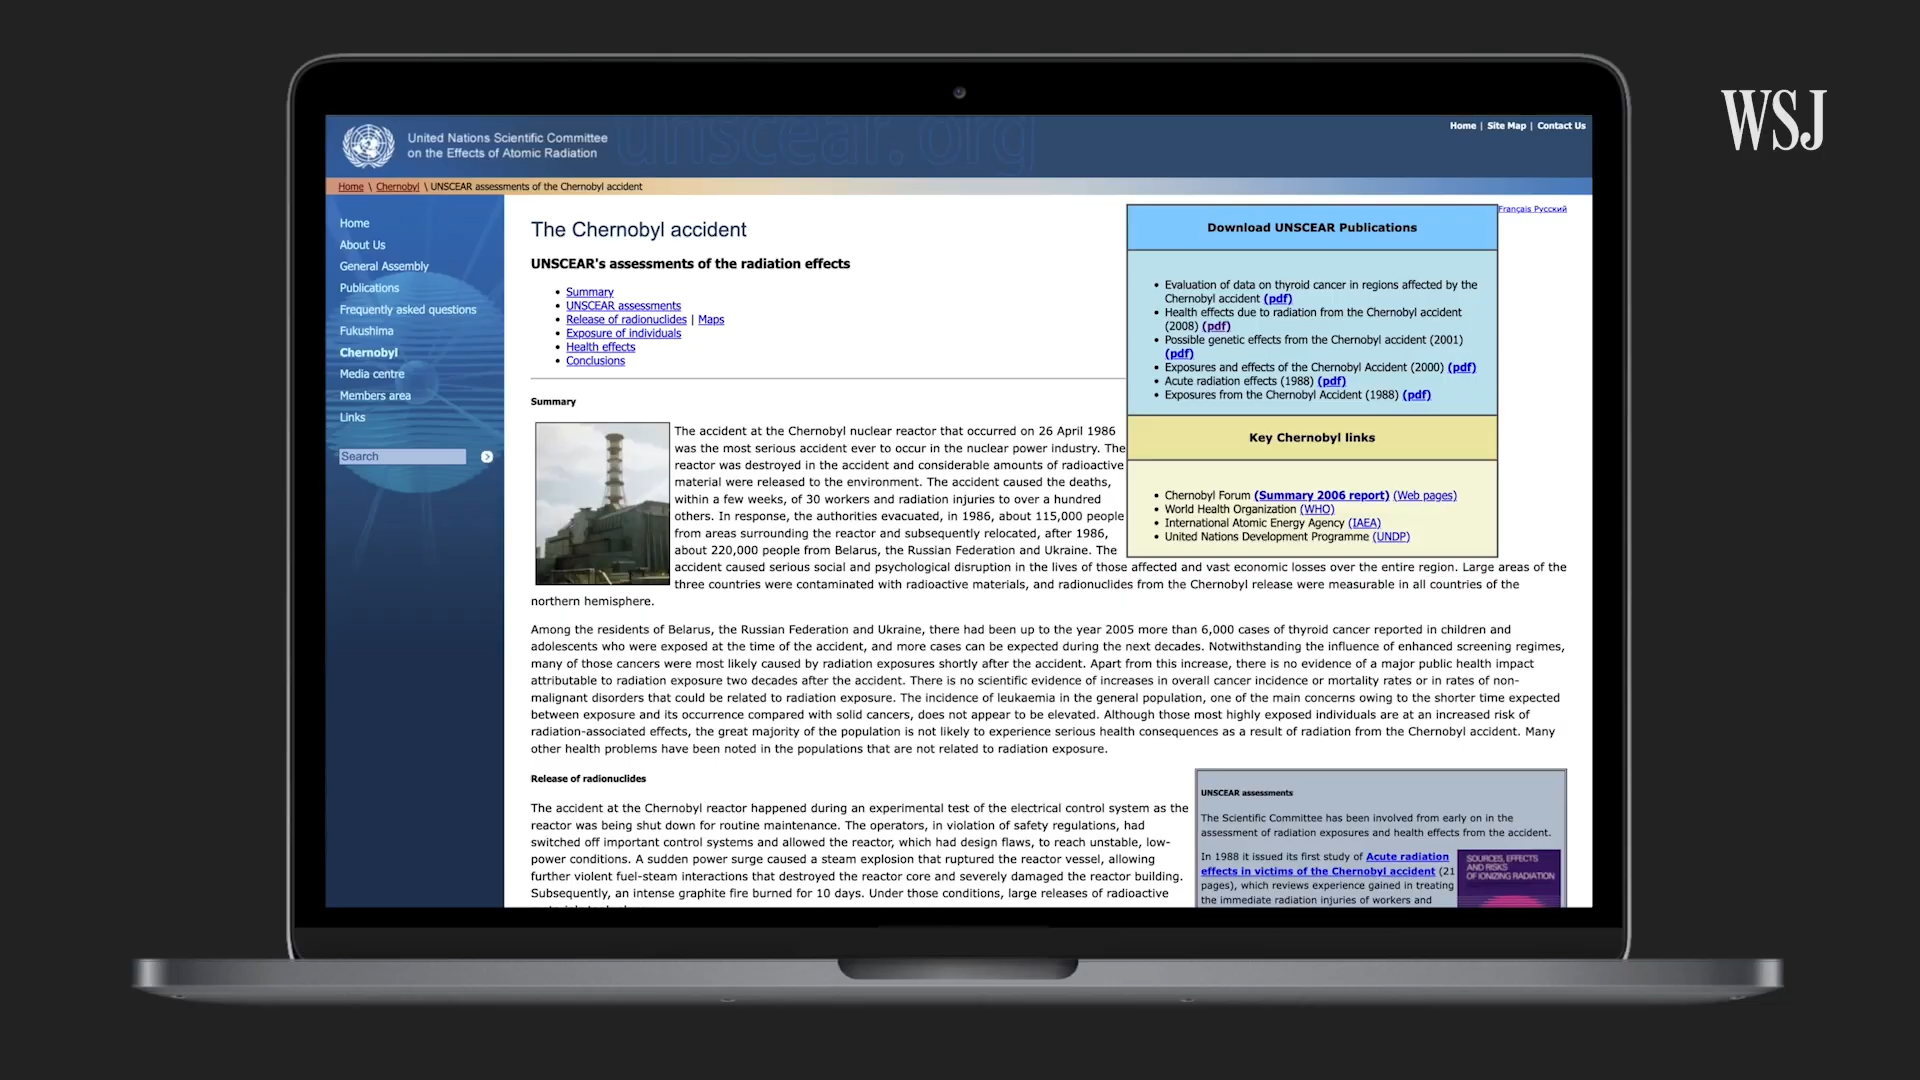 WSJ
unscear.org
United Nations Scientific Committee
on the Effects of Atomic Radiation
Home | Site Map | Contact Us
Home \ Chernobyl \ UNSCEAR assessments of the Chernobyl accident
Français Русский
Home
About Us
General Assembly
Publications
Frequently asked questions
Fukushima
Chernobyl
Media centre
Members area
Links
Search
The Chernobyl accident
UNSCEAR's assessments of the radiation effects
• Summary
• UNSCEAR assessments
• Release of radionuclides | Maps
• Exposure of individuals
• Health effects
• Conclusions
Download UNSCEAR Publications
• Evaluation of data on thyroid cancer in regions affected by the
Chernobyl accident (pdf)
• Health effects due to radiation from the Chernobyl accident
(2008) (pdf)
• Possible genetic effects from the Chernobyl accident (2001)
(pdf)
• Exposures and effects of the Chernobyl Accident (2000) (pdf)
• Acute radiation effects (1988) (pdf)
• Exposures from the Chernobyl Accident (1988) (pdf)
Key Chernobyl links
• Chernobyl Forum (Summary 2006 report) (Web pages)
• World Health Organization (WHO)
• International Atomic Energy Agency (IAEA)
• United Nations Development Programme (UNDP)
Summary
The accident at the Chernobyl nuclear reactor that occurred on 26 April 1986
was the most serious accident ever to occur in the nuclear power industry. The
reactor was destroyed in the accident and considerable amounts of radioactive
material were released to the environment. The accident caused the deaths,
within a few weeks, of 30 workers and radiation injuries to over a hundred
others. In response, the authorities evacuated, in 1986, about 115,000 people
from areas surrounding the reactor and subsequently relocated, after 1986,
about 220,000 people from Belarus, the Russian Federation and Ukraine. The
accident caused serious social and psychological disruption in the lives of those affected and vast economic losses over the entire region. Large areas of the
three countries were contaminated with radioactive materials, and radionuclides from the Chernobyl release were measurable in all countries of the
northern hemisphere.
Among the residents of Belarus, the Russian Federation and Ukraine, there had been up to the year 2005 more than 6,000 cases of thyroid cancer reported in children and
adolescents who were exposed at the time of the accident, and more cases can be expected during the next decades. Notwithstanding the influence of enhanced screening regimes,
many of those cancers were most likely caused by radiation exposures shortly after the accident. Apart from this increase, there is no evidence of a major public health impact
attributable to radiation exposure two decades after the accident. There is no scientific evidence of increases in overall cancer incidence or mortality rates or in rates of non-
malignant disorders that could be related to radiation exposure. The incidence of leukaemia in the general population, one of the main concerns owing to the shorter time expected
between exposure and its occurrence compared with solid cancers, does not appear to be elevated. Although those most highly exposed individuals are at an increased risk of
radiation-associated effects, the great majority of the population is not likely to experience serious health consequences as a result of radiation from the Chernobyl accident. Many
other health problems have been noted in the populations that are not related to radiation exposure.
Release of radionuclides
The accident at the Chernobyl reactor happened during an experimental test of the electrical control system as the
reactor was being shut down for routine maintenance. The operators, in violation of safety regulations, had
switched off important control systems and allowed the reactor, which had design flaws, to reach unstable, low-
power conditions. A sudden power surge caused a steam explosion that ruptured the reactor vessel, allowing
further violent fuel-steam interactions that destroyed the reactor core and severely damaged the reactor building.
Subsequently, an intense graphite fire burned for 10 days. Under those conditions, large releases of radioactive
UNSCEAR assessments
The Scientific Committee has been involved from early on in the
assessment of radiation exposures and health effects from the accident.
In 1988 it issued its first study of Acute radiation
effects in victims of the Chernobyl accident (21
pages), which reviews experience gained in treating
the immediate radiation injuries of workers and
SOURCES, EFFECTS
AND RISKS
OF IONIZING RADIATION